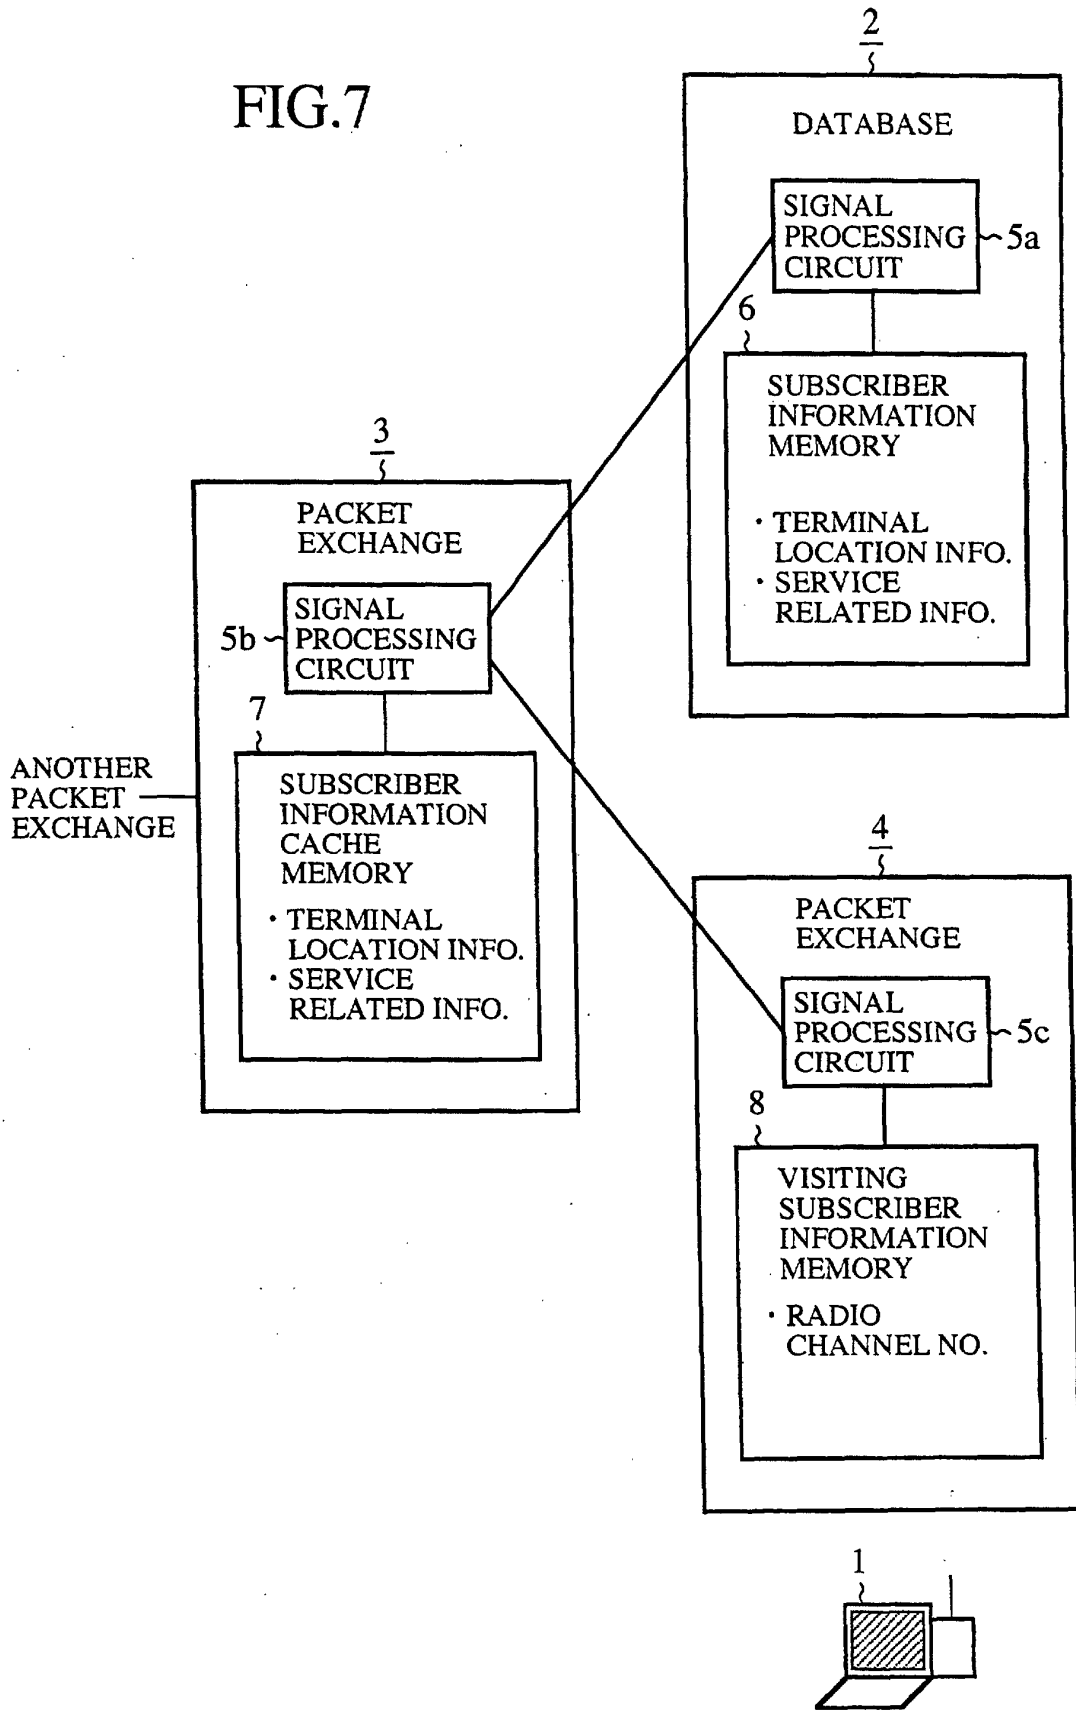 FIG.7
2
DATABASE
SIGNAL
PROCESSING
CIRCUIT
5a
6
SUBSCRIBER
INFORMATION
MEMORY
· TERMINAL
LOCATION INFO.
· SERVICE
RELATED INFO.
3
PACKET
EXCHANGE
SIGNAL
PROCESSING
CIRCUIT
5b
7
SUBSCRIBER
INFORMATION
CACHE
MEMORY
· TERMINAL
LOCATION INFO.
· SERVICE
RELATED INFO.
ANOTHER
PACKET
EXCHANGE
4
PACKET
EXCHANGE
SIGNAL
PROCESSING
CIRCUIT
5c
8
VISITING
SUBSCRIBER
INFORMATION
MEMORY
· RADIO
CHANNEL NO.
1